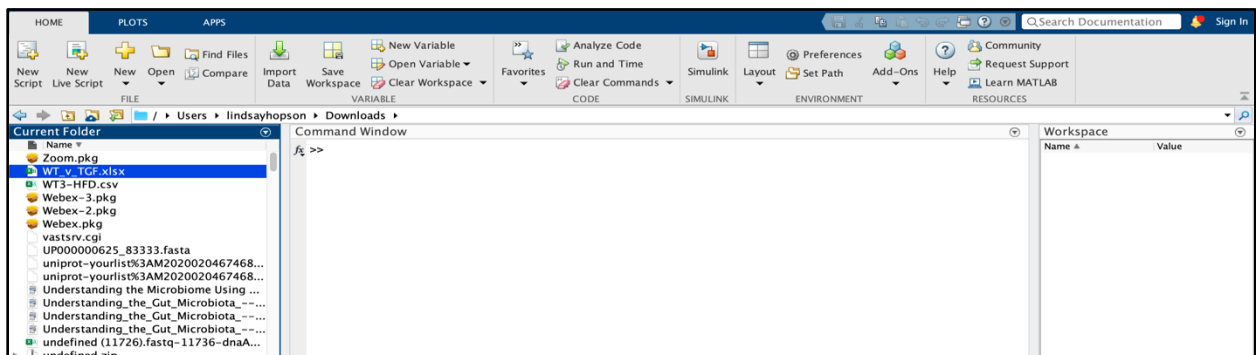 HOME PLOTS APPS Search Documentation Sign In
New Script
New Live Script
New
Open
Find Files
Compare
FILE
Import Data
Save Workspace
New Variable
Open Variable
Clear Workspace
VARIABLE
Favorites
Analyze Code
Run and Time
Clear Commands
CODE
Simulink
SIMULINK
Layout
Preferences
Set Path
Add-Ons
ENVIRONMENT
Help
Community
Request Support
Learn MATLAB
RESOURCES
/ Users lindsayhopson Downloads
Current Folder
Name
Zoom.pkg
WT_v_TGF.xlsx
WT3-HFD.csv
Webex-3.pkg
Webex-2.pkg
Webex.pkg
vastsrv.cgi
UP000000625_83333.fasta
uniprot-yourlist%3AM2020020467468...
uniprot-yourlist%3AM2020020467468...
Understanding the Microbiome Using ...
Understanding_the_Gut_Microbiota_--...
Understanding_the_Gut_Microbiota_--...
Understanding_the_Gut_Microbiota_--...
undefined (11726).fastq-11736-dnaA...
undefined.zip
Command Window
fx >>
Workspace
Name Value